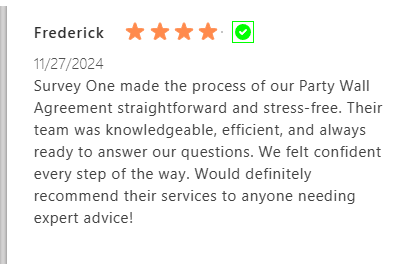 Frederick
11/27/2024
Survey One made the process of our Party Wall
Agreement straightforward and stress-free. Their
team was knowledgeable, efficient, and always
ready to answer our questions. We felt confident
every step of the way. Would definitely
recommend their services to anyone needing
expert advice!